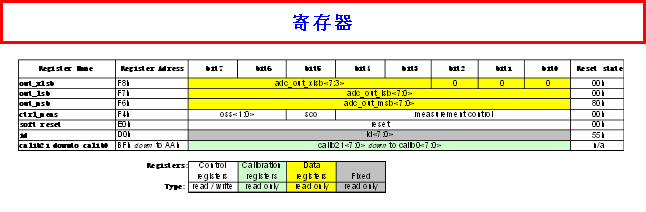 寄存器
Register Name Register Adress bit7 bit6 bit5 bit4 bit3 bit2 bit1 bit0 Reset state
out_xlsb F8h adc_out_xlsb<7:3> 0 0 0 00h
out_lsb F7h adc_out_lsb<7:0> 00h
out_msb F6h adc_out_msb<7:0> 80h
ctrl_meas F4h oss<1:0> sco measurement control 00h
soft reset E0h reset 00h
id D0h id<7:0> 55h
calib21 downto calib0 BFh down to AAh calib21<7:0> down to calib0<7:0> n/a
Registers: Control Calibration Data
registers registers registers Fixed
Type: read / write read only read only read only